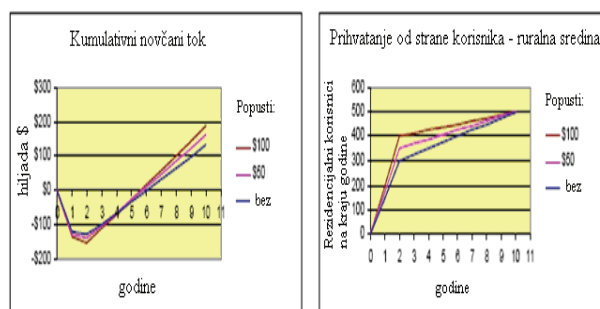 Kumulativni novčani tok
$300
$200
$100
$0
-$100
-$200
0 1 2 3 4 5 6 7 8 9 10 11
hiljada $
godine
Popusti:
$100
$60
bez
Prihvatanje od strane korisnika - ruralna sredina
600
500
400
300
200
100
0
0 1 2 3 4 5 6 7 8 9 10 11
Rezidencijalni korisnici
na kraju godine
godine
Popusti:
$100
$60
bez